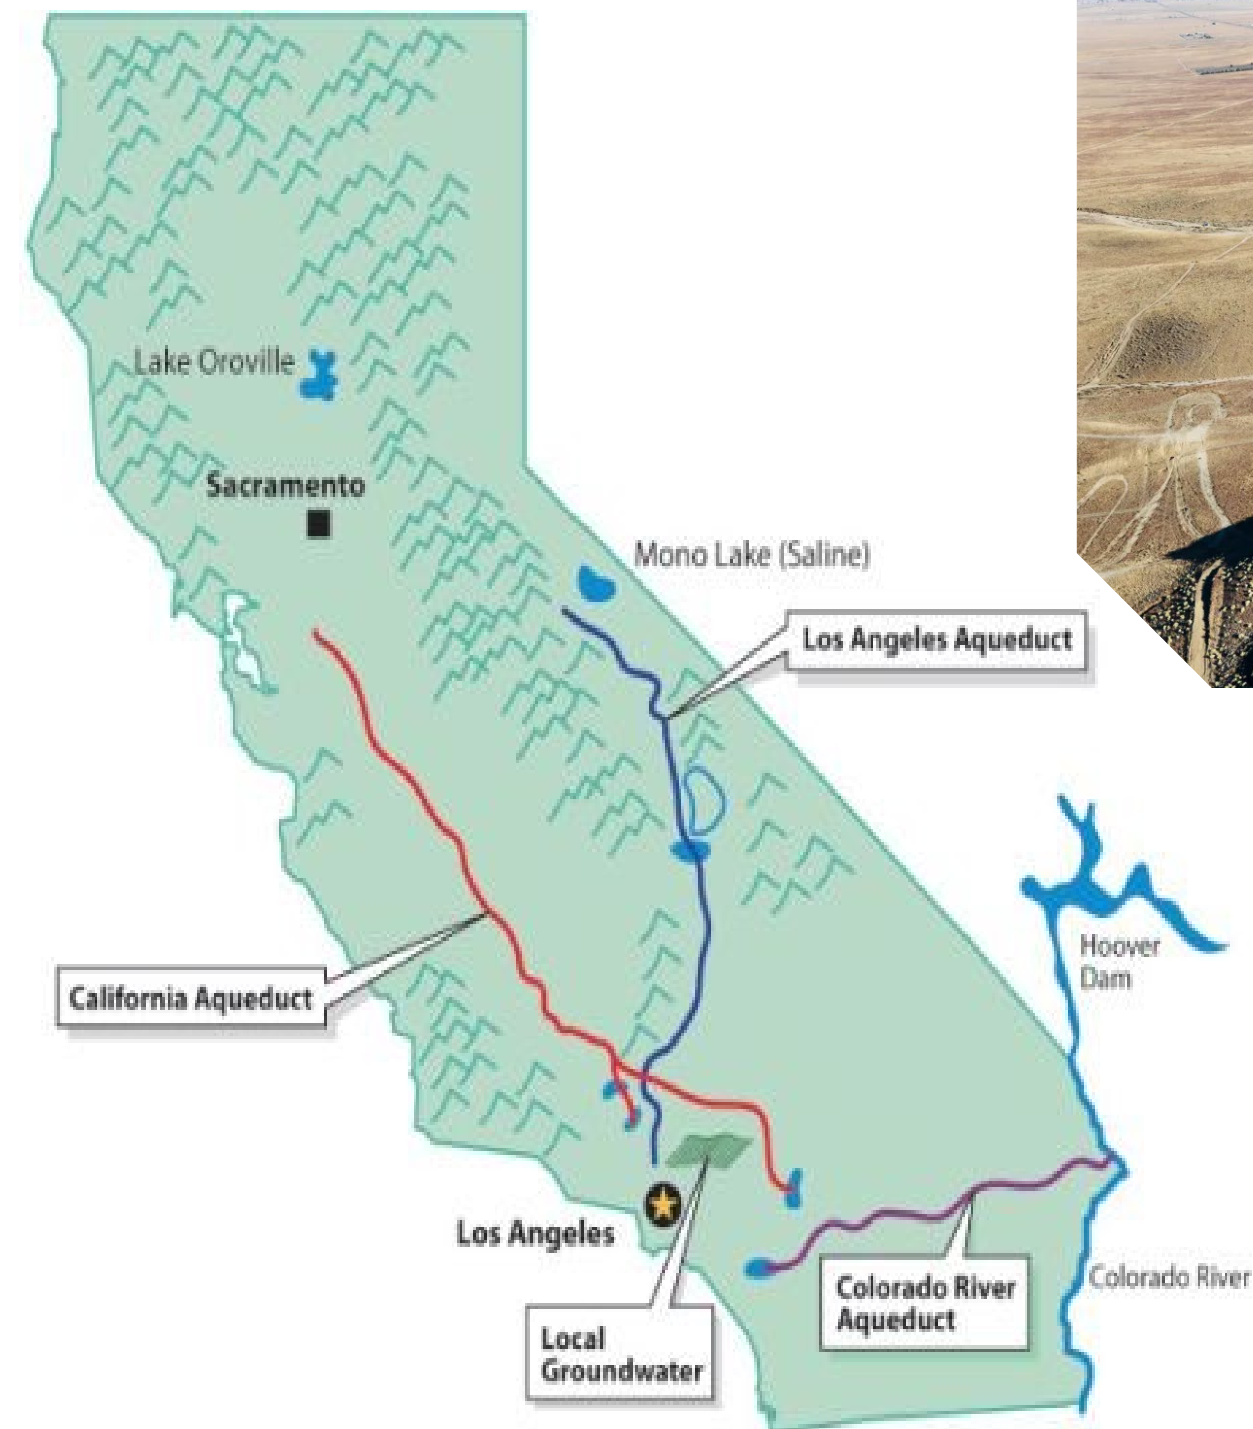 Lake Oroville
Sacramento
Mono Lake (Saline)
Los Angeles Aqueduct
Hoover
Dam
California Aqueduct
Los Angeles
Colorado River
Colorado River
Aqueduct
Local
Groundwater